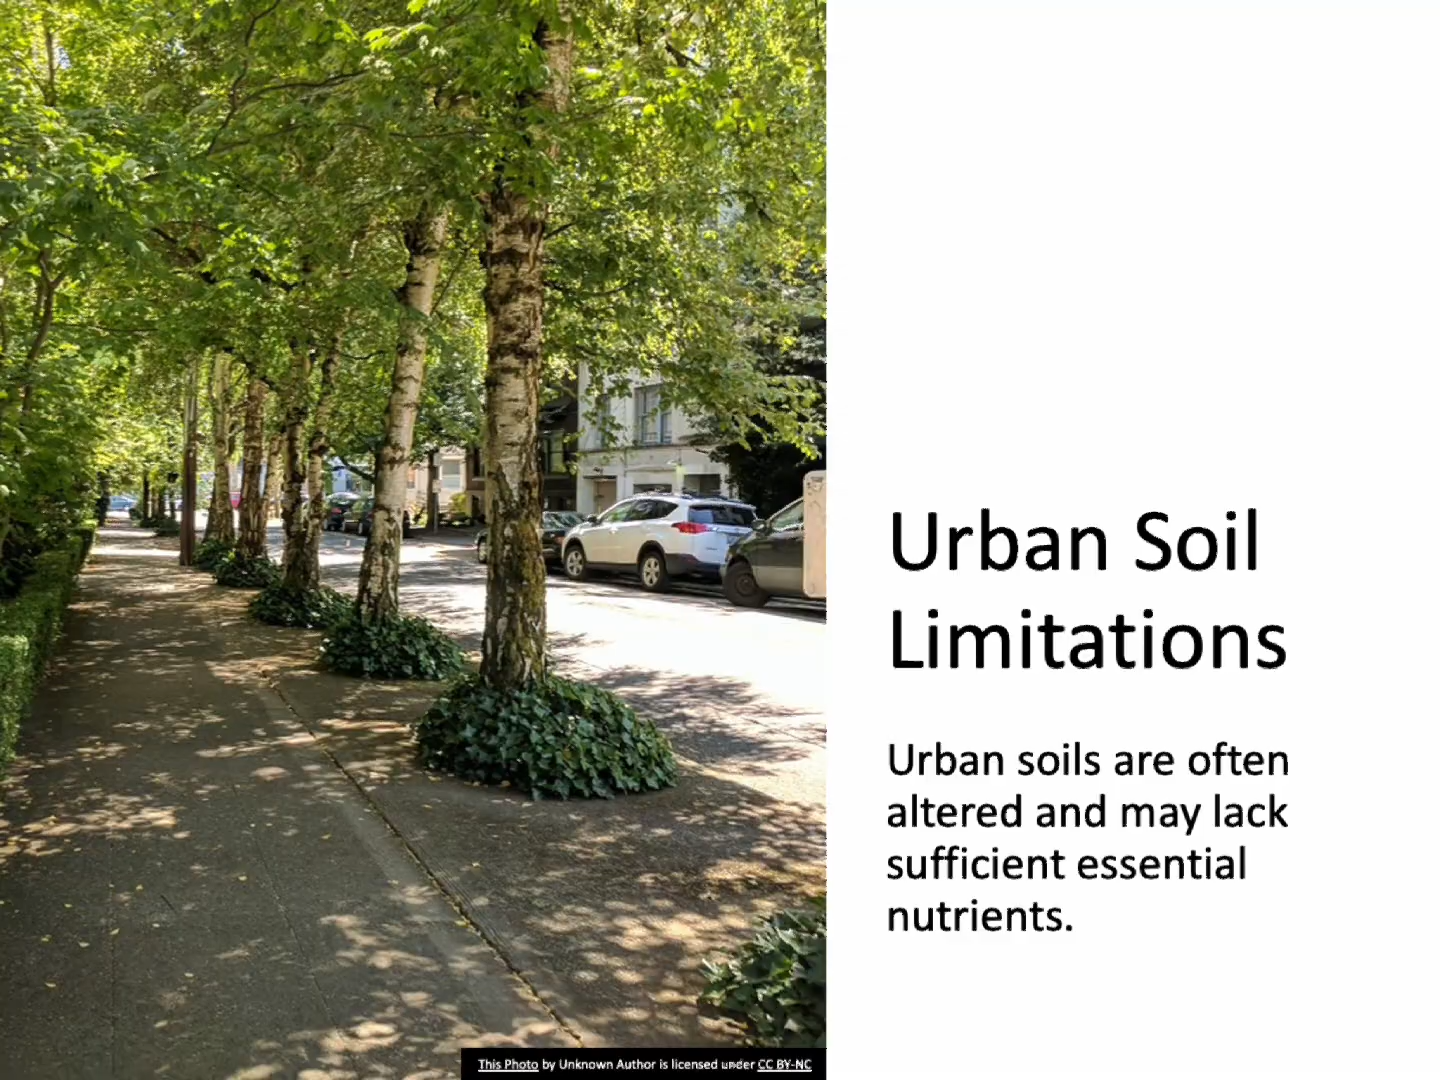 Urban Soil
Limitations
Urban soils are often
altered and may lack
sufficient essential
nutrients.
This Photo by Unknown Author is licensed under CC BY-NC